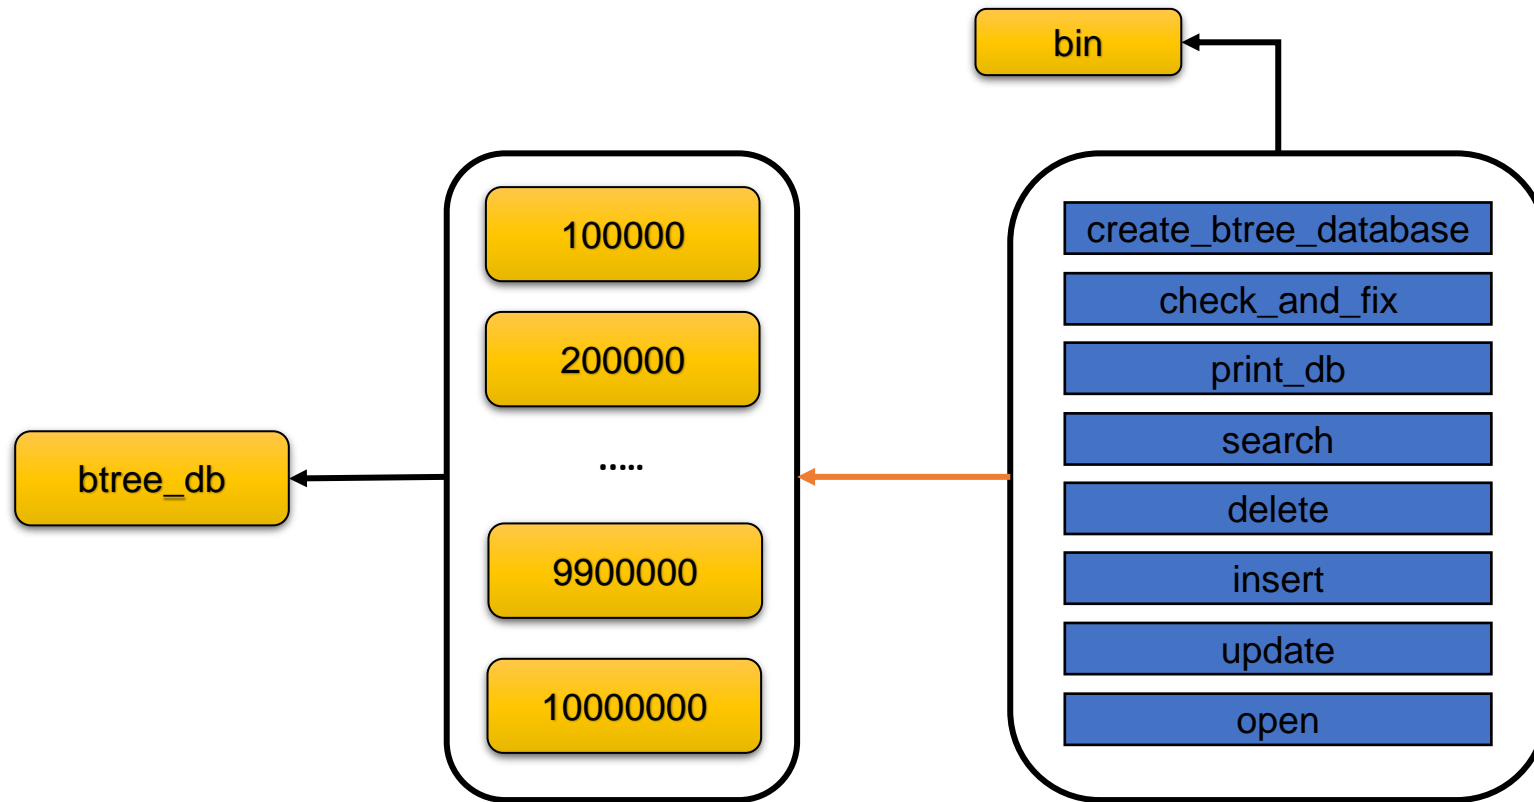 bin
btree_db
100000
200000
.....
9900000
10000000
create_btree_database
check_and_fix
print_db
search
delete
insert
update
open